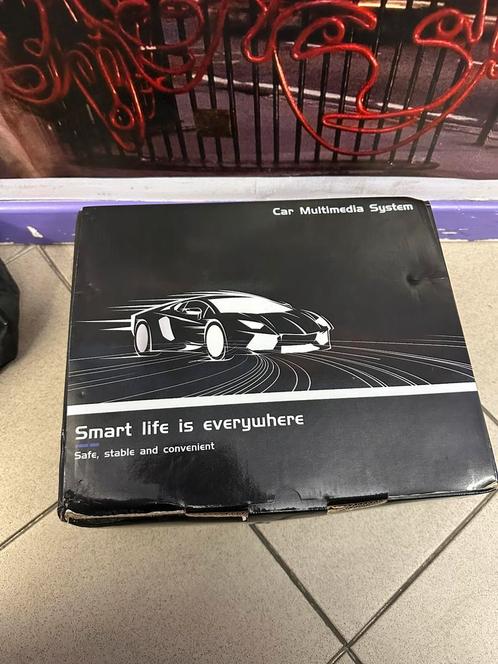 Car Multimedia System
Smart life is everywhere
Safe, stable and convenient